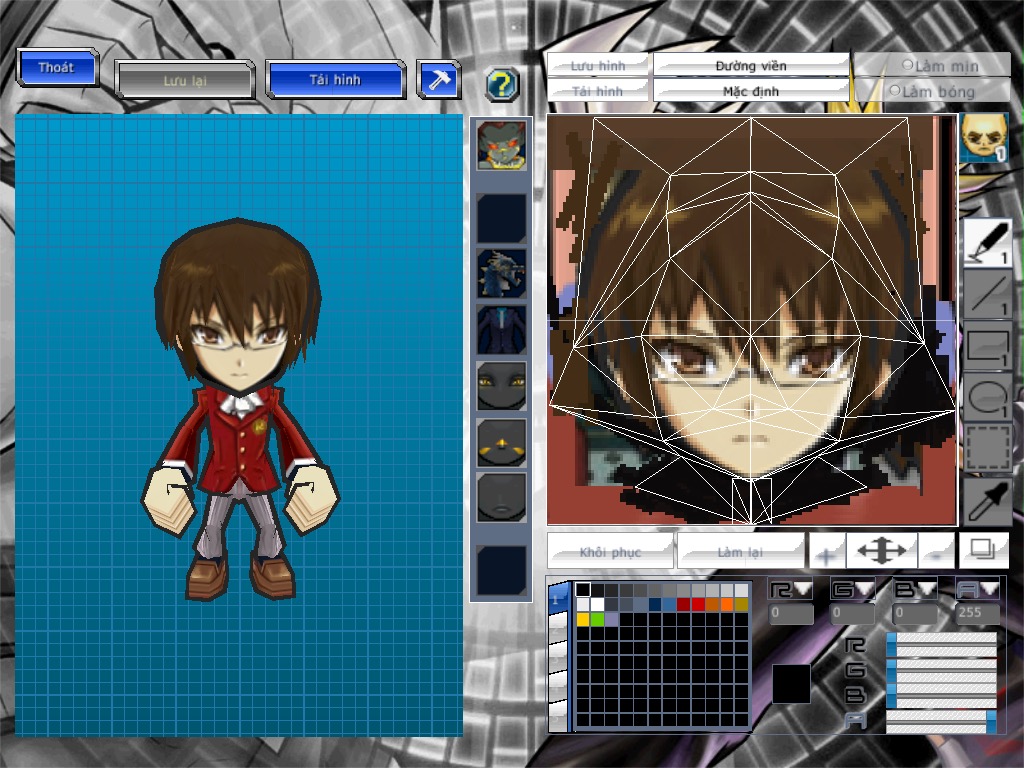 Thoát
Lưu lại
Tải hình
?
Lưu hình
Đường viền
Làm mịn
Tải hình
Mặc định
Làm bóng
1
1
1
1
1
Khôi phục
Làm lại
+
-
1
R
G
B
A
0
0
0
255
R
G
B
A